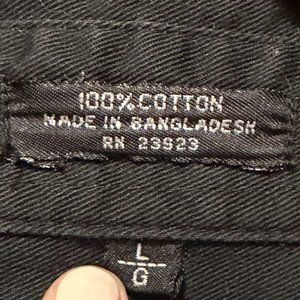 100% COTTON
MADE IN BANGLADESH
RN 23923
L
G